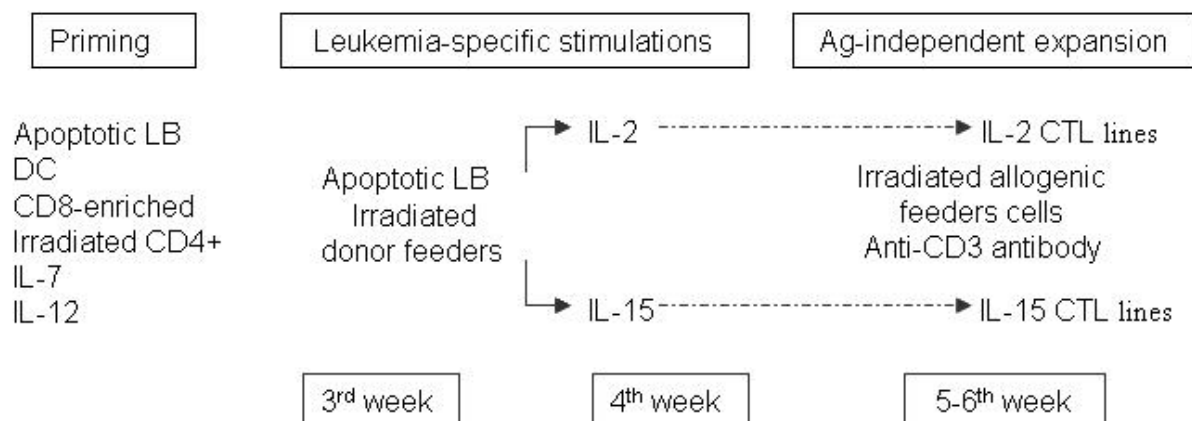 Priming
Leukemia-specific stimulations
Ag-independent expansion
Apoptotic LB
DC
CD8-enriched
Irradiated CD4+
IL-7
IL-12
Apoptotic LB
Irradiated
donor feeders
IL-2
IL-15
IL-2 CTL lines
Irradiated allogenic
feeders cells
Anti-CD3 antibody
IL-15 CTL lines
3rd week
4th week
5-6th week